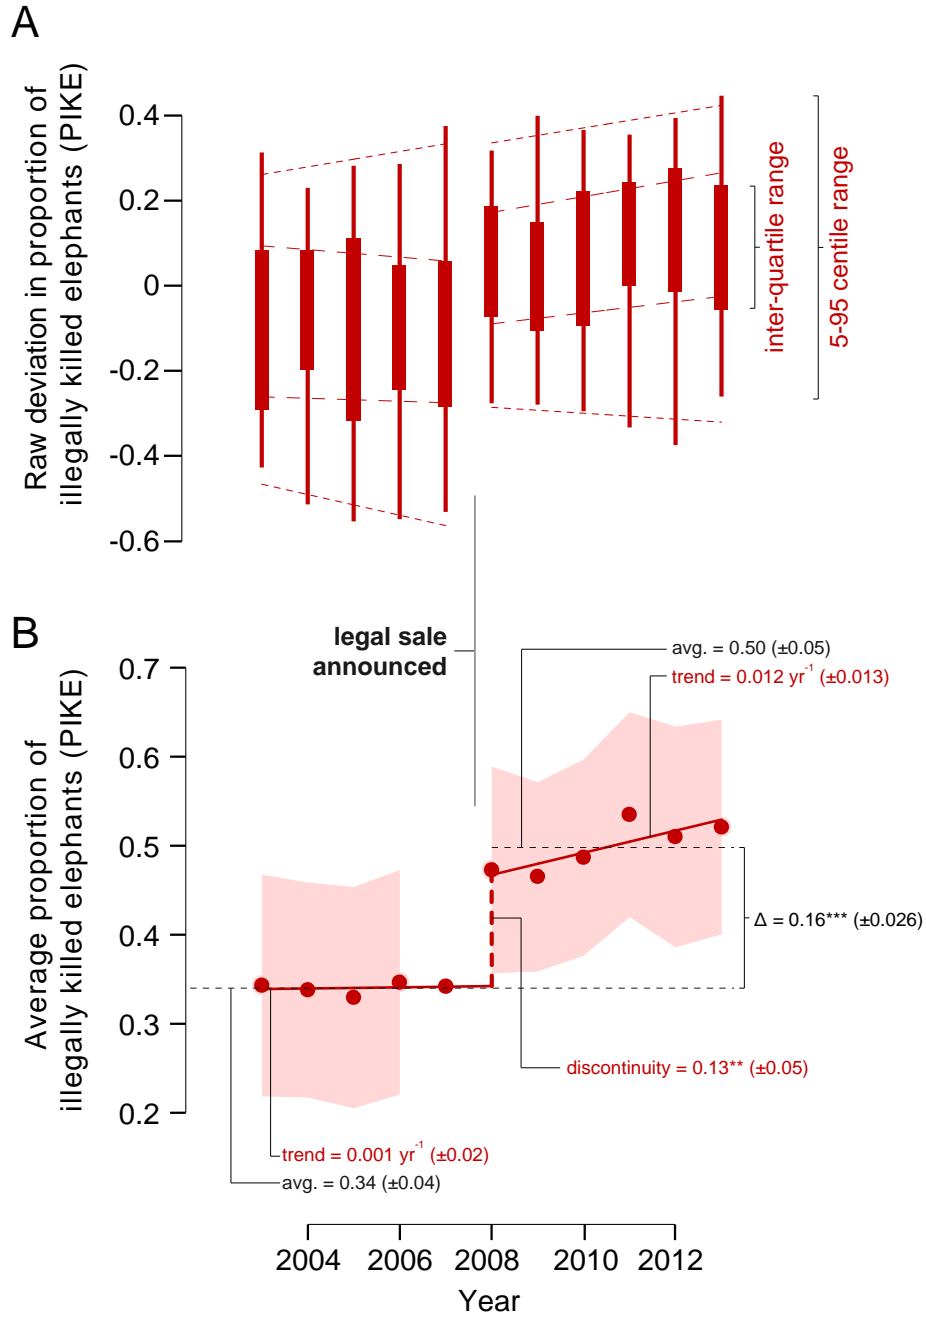 A
Raw deviation in proportion of
illegally killed elephants (PIKE)
0.4
0.2
0
-0.2
-0.4
-0.6
inter-quartile range
5-95 centile range
legal sale
announced
B
Average proportion of
illegally killed elephants (PIKE)
0.7
0.6
0.5
0.4
0.3
0.2
avg. = 0.50 (±0.05)
trend = 0.012 yr⁻¹ (±0.013)
Δ = 0.16*** (±0.026)
discontinuity = 0.13** (±0.05)
trend = 0.001 yr⁻¹ (±0.02)
avg. = 0.34 (±0.04)
2004 2006 2008 2010 2012
Year